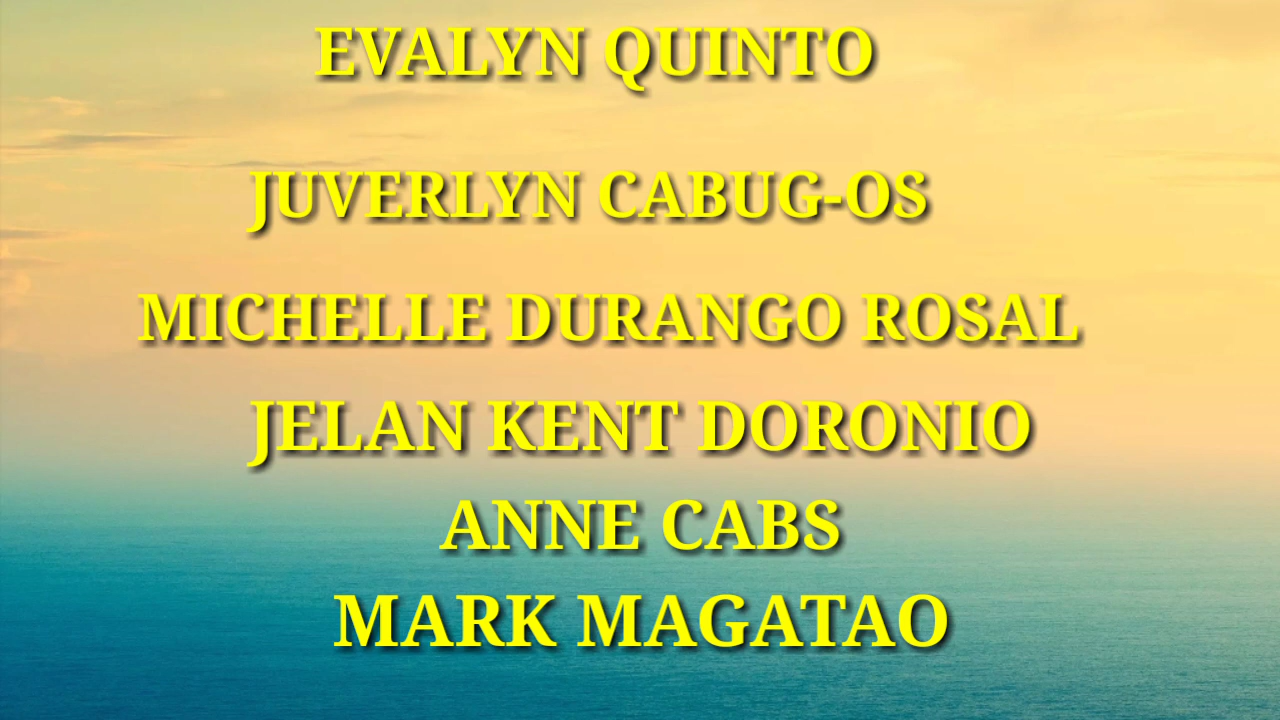 EVALYN QUINTO
JUVERLYN CABUG-OS
MICHELLE DURANGO ROSAL
JELAN KENT DORONIO
ANNE CABS
MARK MAGATAO